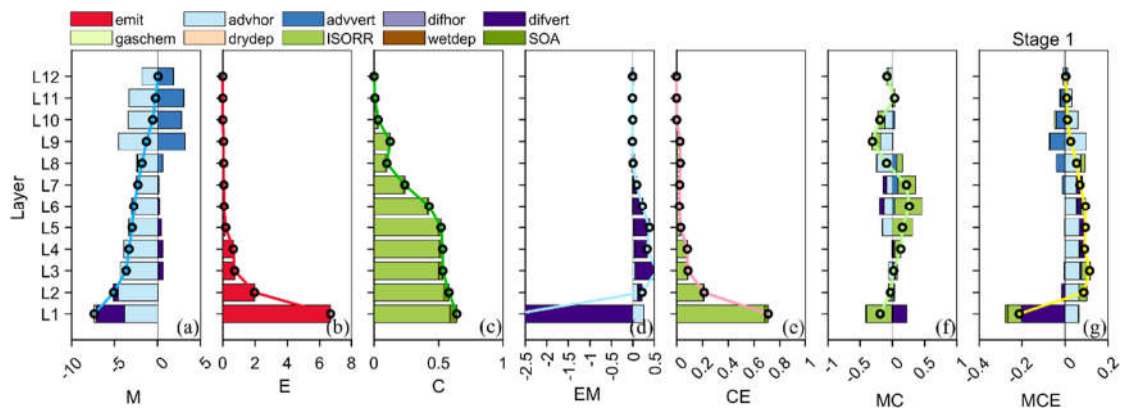 emit advhor advvert difhor difvert
gaschem drydep ISORR wetdep SOA
Stage 1
Layer
L12
L11
L10
L9
L8
L7
L6
L5
L4
L3
L2
L1
(a) (b) (c) (d) (e) (f) (g)
-10 -5 0 5
0 2 4 6 8
0 0.5 1
-2.5 -2 -1.5 -1 -0.5 0 0.5
0 0.2 0.4 0.6 0.8 1
-1 -0.5 0 0.5 1
-0.4 -0.2 0 0.2
M E C EM CE MC MCE